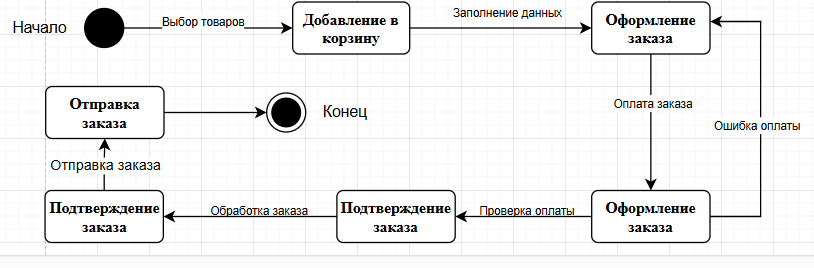 Начало
Выбор товаров
Добавление в
корзину
Заполнение данных
Оформление
заказа
Оплата заказа
Ошибка оплаты
Отправка
заказа
Конец
Отправка заказа
Подтверждение
заказа
Обработка заказа
Подтверждение
заказа
Проверка оплаты
Оформление
заказа